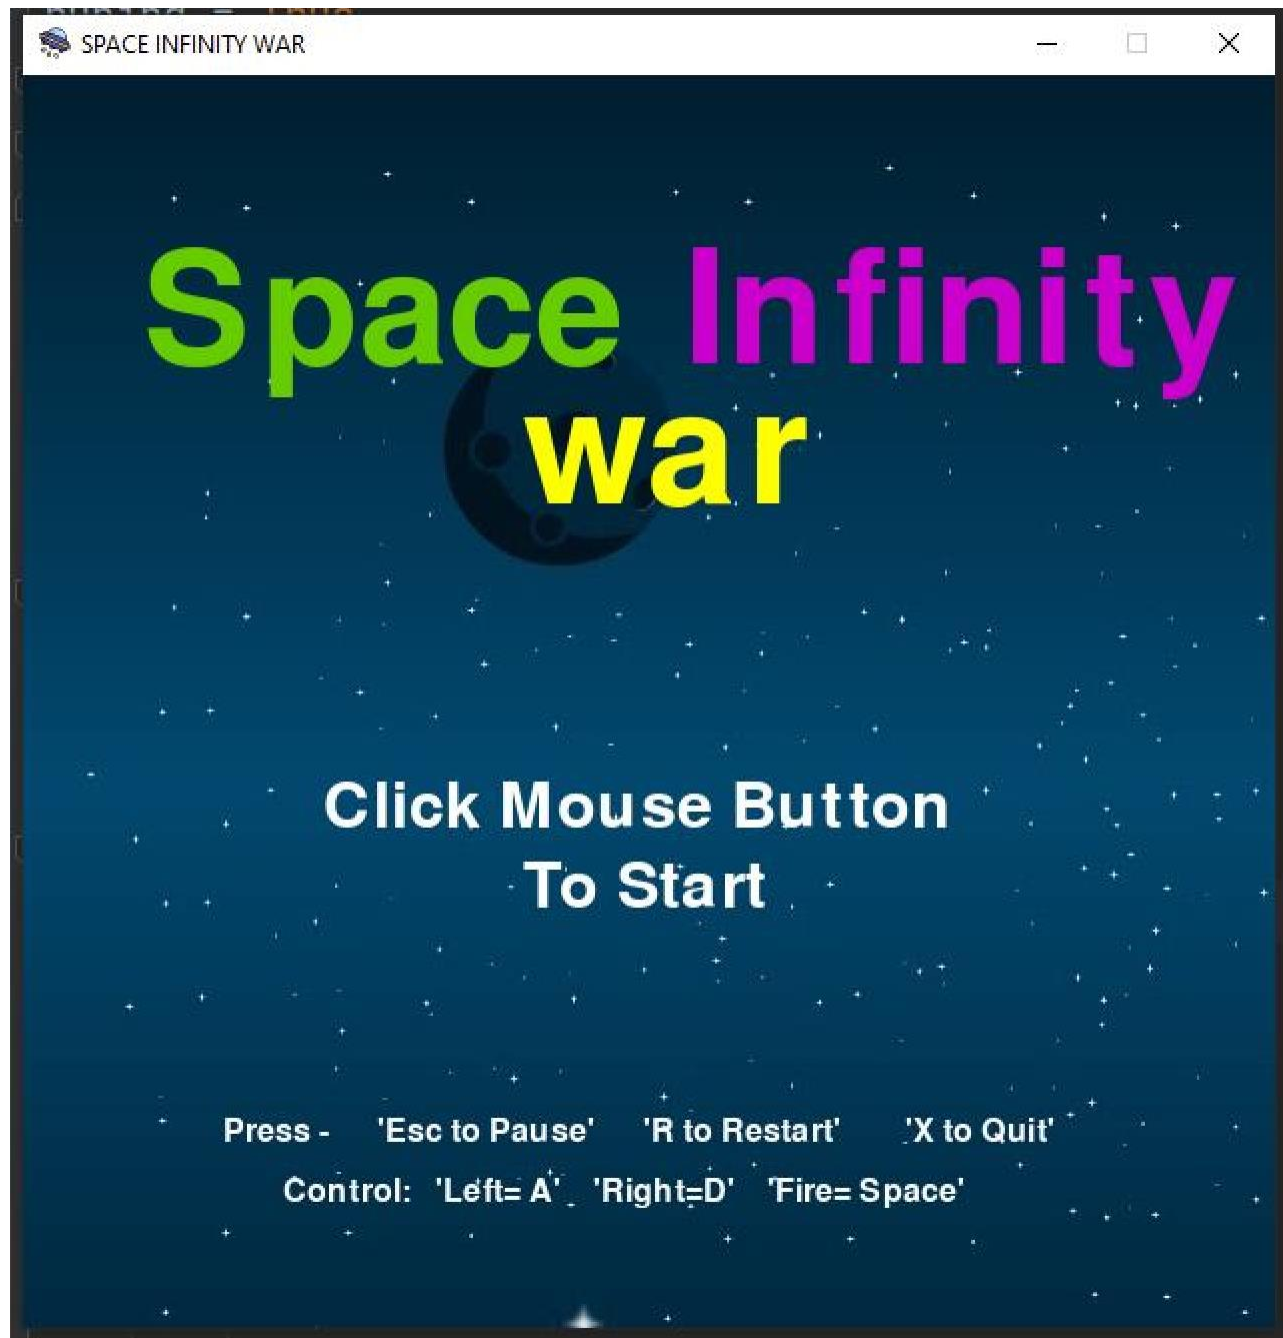 SPACE INFINITY WAR
Space Infinity
war
Click Mouse Button
To Start
Press - 'Esc to Pause' 'R to Restart' 'X to Quit'
Control: 'Left= A' 'Right=D' 'Fire= Space'